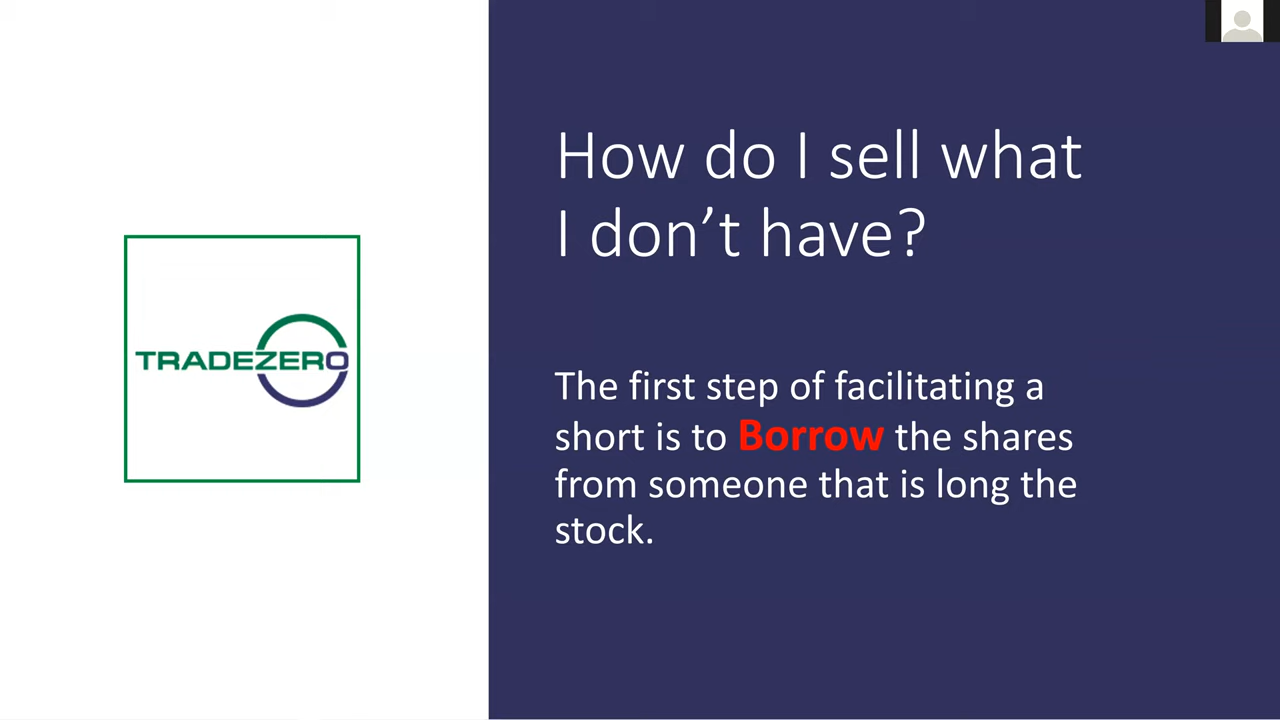 TRADEZERO
How do I sell what
I don’t have?
The first step of facilitating a
short is to Borrow the shares
from someone that is long the
stock.